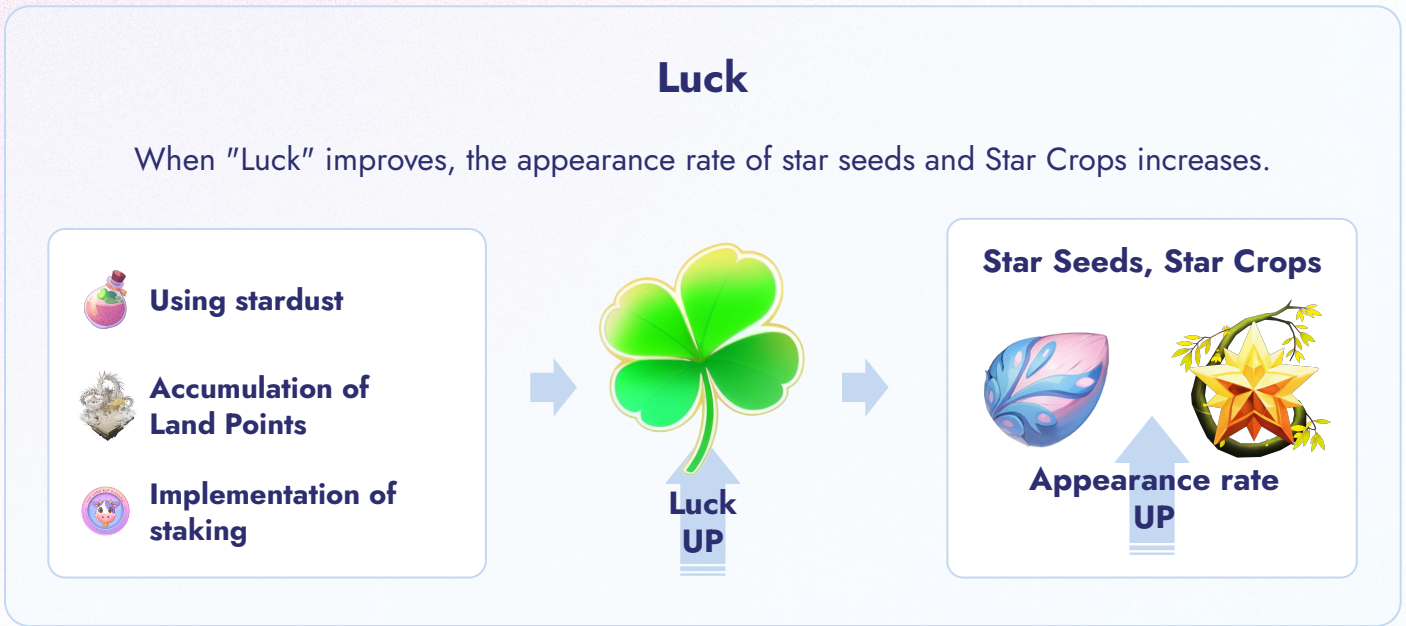 Luck
When "Luck" improves, the appearance rate of star seeds and Star Crops increases.
Using stardust
Accumulation of
Land Points
Implementation of
staking
Luck
UP
Star Seeds, Star Crops
Appearance rate
UP